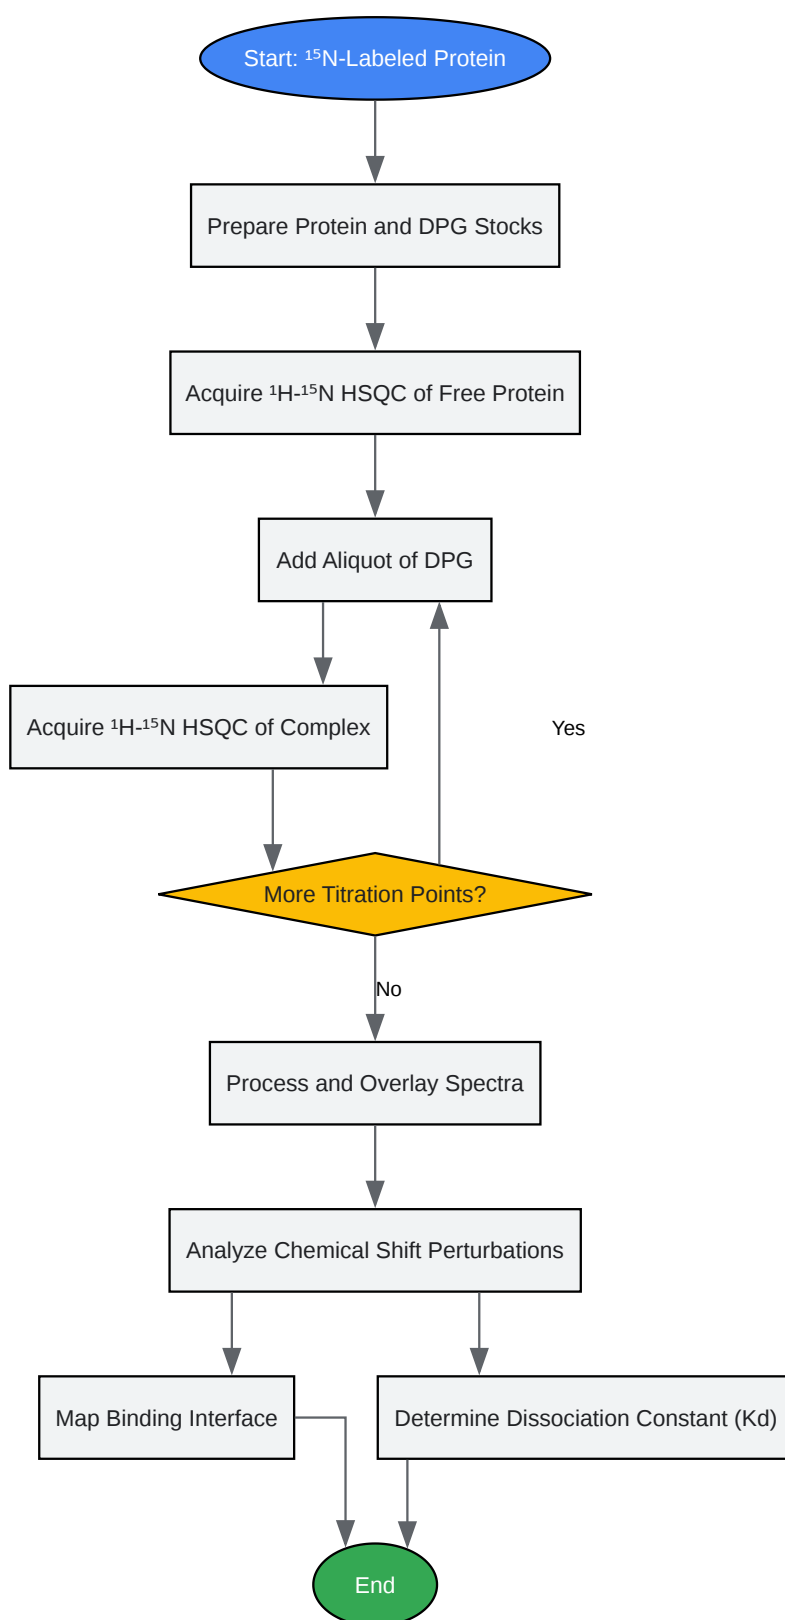 Start: ¹⁵N-Labeled Protein
Prepare Protein and DPG Stocks
Acquire ¹H-¹⁵N HSQC of Free Protein
Add Aliquot of DPG
Acquire ¹H-¹⁵N HSQC of Complex
Yes
More Titration Points?
No
Process and Overlay Spectra
Analyze Chemical Shift Perturbations
Map Binding Interface
Determine Dissociation Constant (Kd)
End